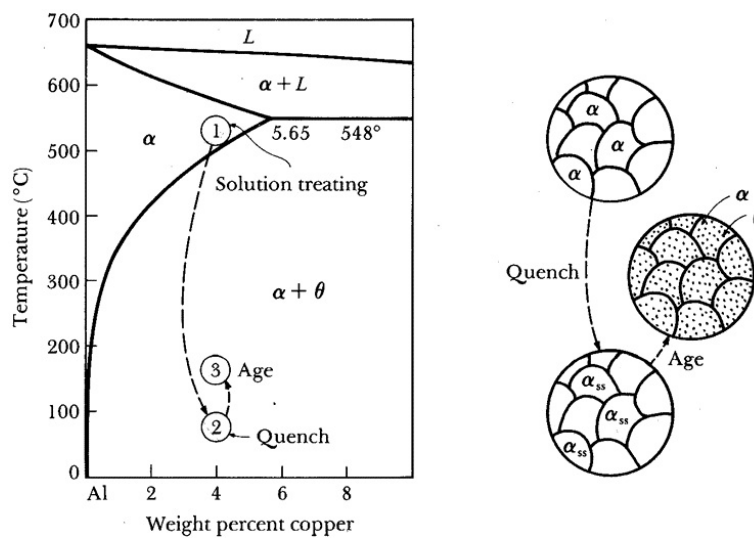 700
L
600
α + L
α
1
5.65
548°
500
Solution treating
Temperature (°C)
400
300
α + θ
Quench
200
3
Age
100
2
Quench
0
Al
2
4
6
8
Weight percent copper
α
α
α
α
Age
αss
αss
αss